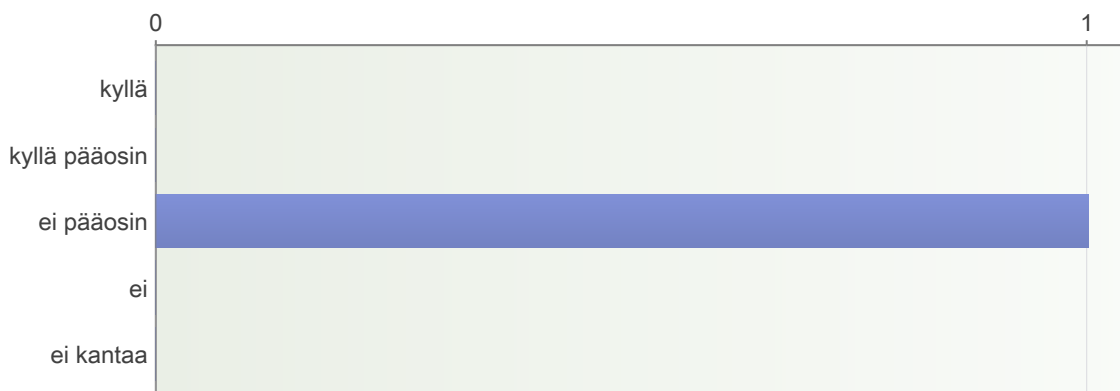 0 1
kyllä
kyllä pääosin
ei pääosin
ei
ei kantaa